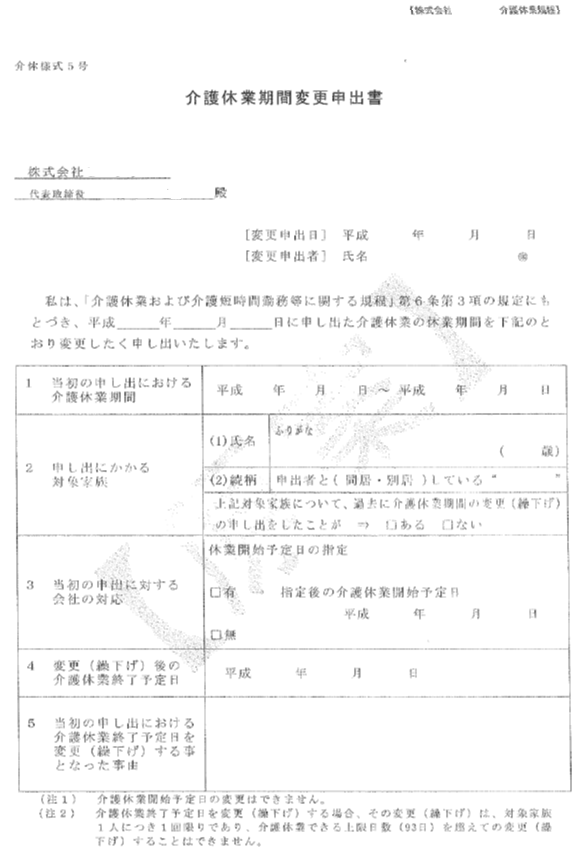 【株式会社　　　介護休業規程】
介休様式５号
介護休業期間変更申出書
株式会社
代表取締役　　　殿
［変更申出日］　平成　　年　　月　　日
［変更申出者］　氏名　　　㊞
私は、「介護休業および介護短時間勤務等に関する規程」第６条第３項の規定にも
とづき、平成＿＿＿年＿＿＿月＿＿＿日に申し出た介護休業の休業期間を下記のと
おり変更したく申し出いたします。
１　当初の申し出における
介護休業期間
平成　　年　　月　　日　～　平成　　年　　月　　日
２　申し出にかかる
対象家族
(1)氏名
ふりがな
（　　歳）
(2)続柄
申出者と（　同居・別居　）している“　　　”
上記対象家族について、過去に介護休業期間の変更（繰下げ）
の申し出をしたことが　⇒　□ある　□ない
３　当初の申出に対する
会社の対応
休業開始予定日の指定
□有　　指定後の介護休業開始予定日
平成　　年　　月　　日
□無
４　変更（繰下げ）後の
介護休業終了予定日
平成　　年　　月　　日
５　当初の申し出における
介護休業終了予定日を
変更（繰下げ）する事
となった事由
（注１）　介護休業開始予定日の変更はできません。
（注２）　介護休業終了予定日を変更（繰下げ）する場合、その変更（繰下げ）は、対象家族
１人につき１回限りであり、介護休業できる上限日数（93日）を超えての変更（繰
下げ）することはできません。